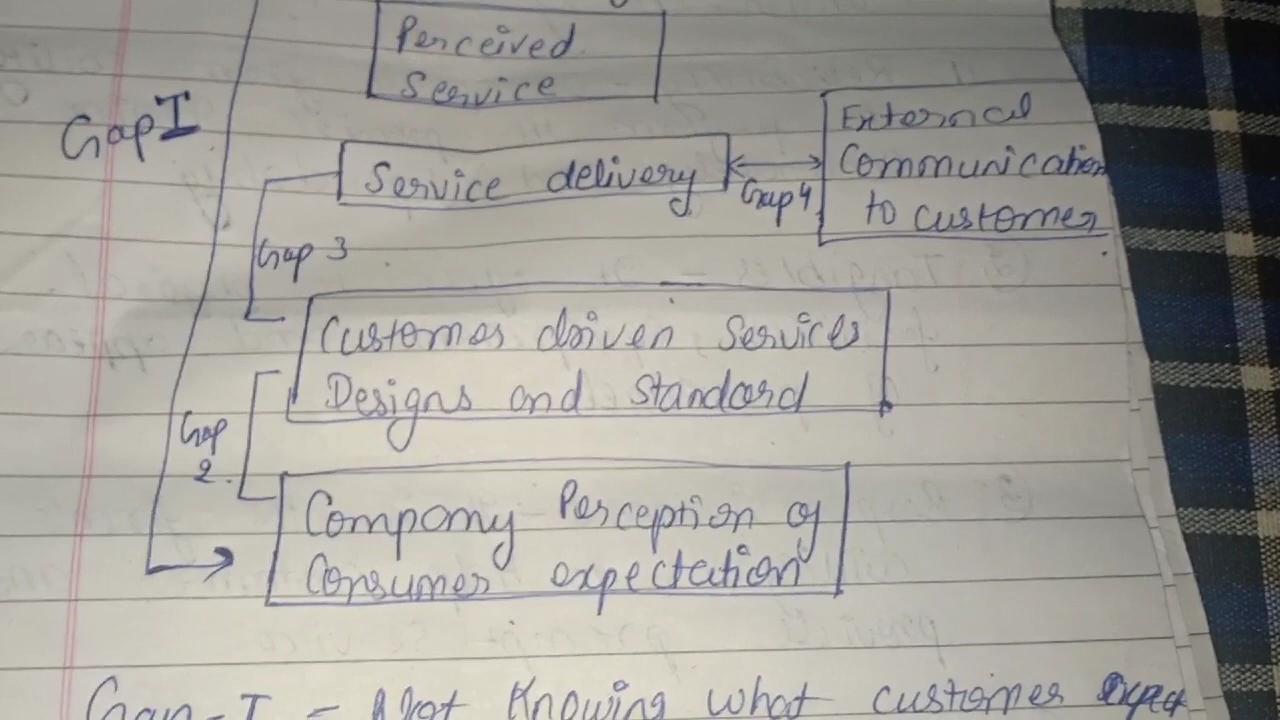 Perceived
Service
Gap I
Service delivery
Gap 4
External
Communication
to customer
Gap 3
Customer driven Services
Designs and Standard
Gap
2.
Company Perception of
Consumer expectation
Gap-I - Not Knowing what customer expect